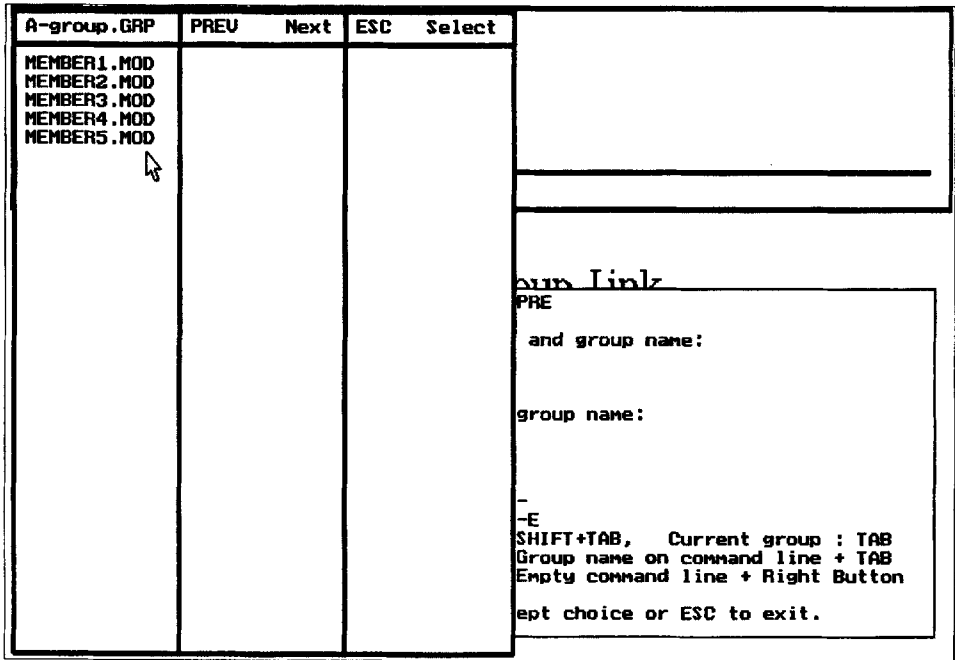 A-group.GRP PREV Next ESC Select
MEMBER1.MOD
MEMBER2.MOD
MEMBER3.MOD
MEMBER4.MOD
MEMBER5.MOD
Link
PRE
and group name:
group name:
-
-E
SHIFT+TAB, Current group : TAB
Group name on command line + TAB
Empty command line + Right Button
ept choice or ESC to exit.